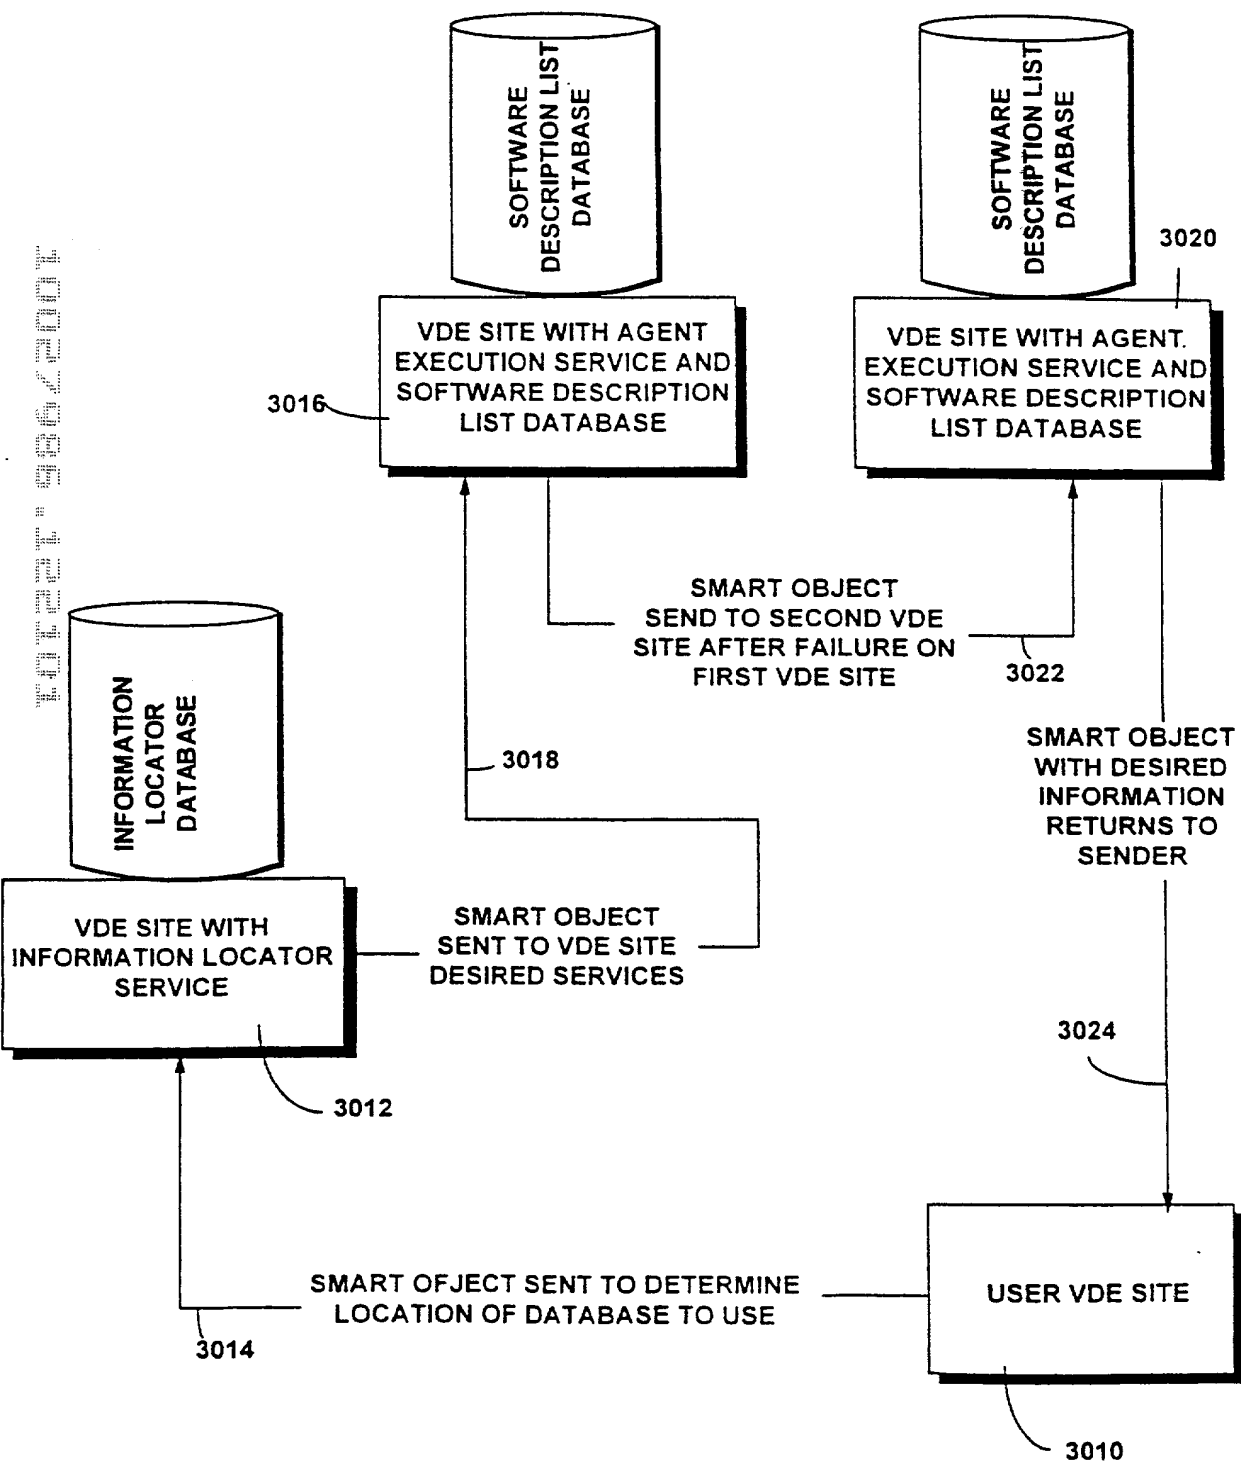 SOFTWARE
DESCRIPTION LIST
DATABASE
SOFTWARE
DESCRIPTION LIST
DATABASE
3020
VDE SITE WITH AGENT
EXECUTION SERVICE AND
SOFTWARE DESCRIPTION
LIST DATABASE
3016
VDE SITE WITH AGENT.
EXECUTION SERVICE AND
SOFTWARE DESCRIPTION
LIST DATABASE
SMART OBJECT
SEND TO SECOND VDE
SITE AFTER FAILURE ON
FIRST VDE SITE
3022
INFORMATION
LOCATOR
DATABASE
3018
SMART OBJECT
WITH DESIRED
INFORMATION
RETURNS TO
SENDER
VDE SITE WITH
INFORMATION LOCATOR
SERVICE
SMART OBJECT
SENT TO VDE SITE
DESIRED SERVICES
3024
3012
SMART OFJECT SENT TO DETERMINE
LOCATION OF DATABASE TO USE
3014
USER VDE SITE
3010